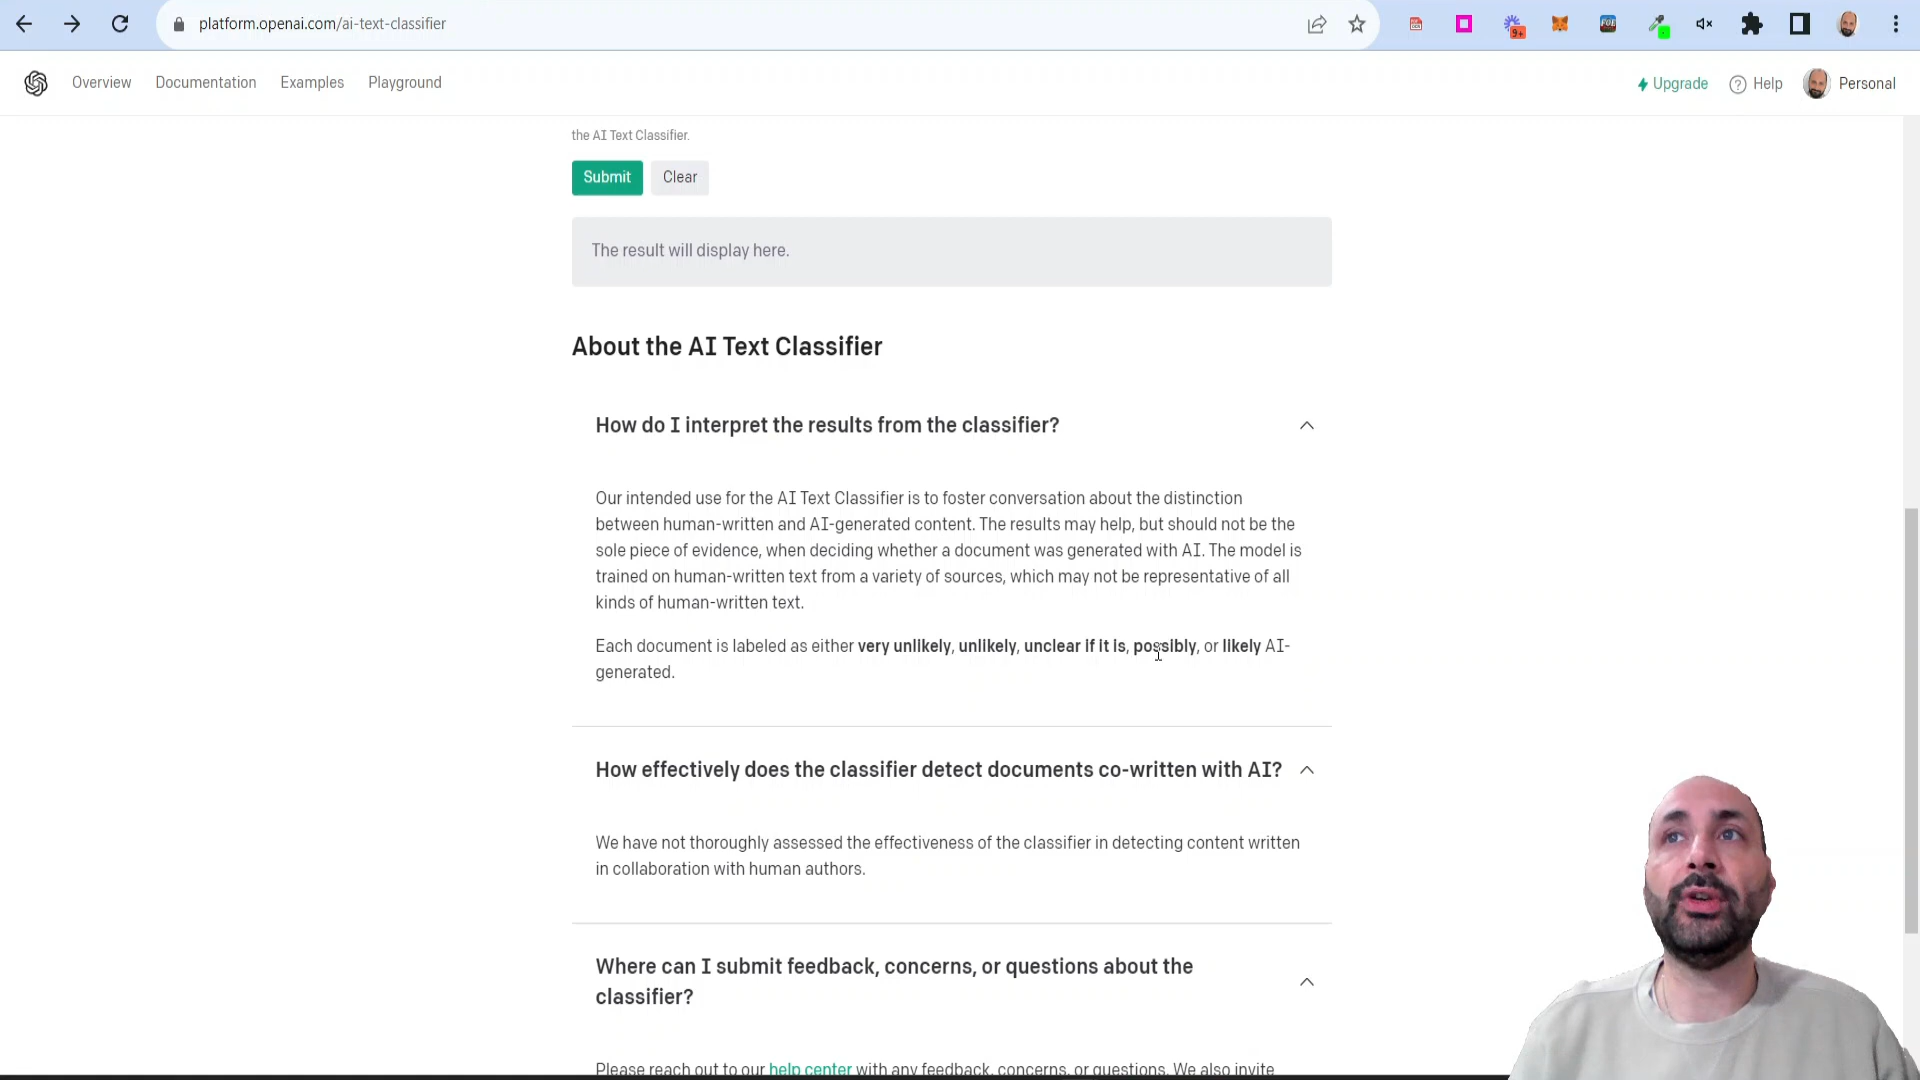 platform.openai.com/ai-text-classifier
9+
FOE
Overview Documentation Examples Playground
Upgrade Help Personal
the AI Text Classifier.
Submit Clear
The result will display here.
About the AI Text Classifier
How do I interpret the results from the classifier?
Our intended use for the AI Text Classifier is to foster conversation about the distinction
between human-written and AI-generated content. The results may help, but should not be the
sole piece of evidence, when deciding whether a document was generated with AI. The model is
trained on human-written text from a variety of sources, which may not be representative of all
kinds of human-written text.
Each document is labeled as either very unlikely, unlikely, unclear if it is, possibly, or likely AI-
generated.
How effectively does the classifier detect documents co-written with AI?
We have not thoroughly assessed the effectiveness of the classifier in detecting content written
in collaboration with human authors.
Where can I submit feedback, concerns, or questions about the
classifier?
Please reach out to our help center with any feedback, concerns, or questions. We also invite